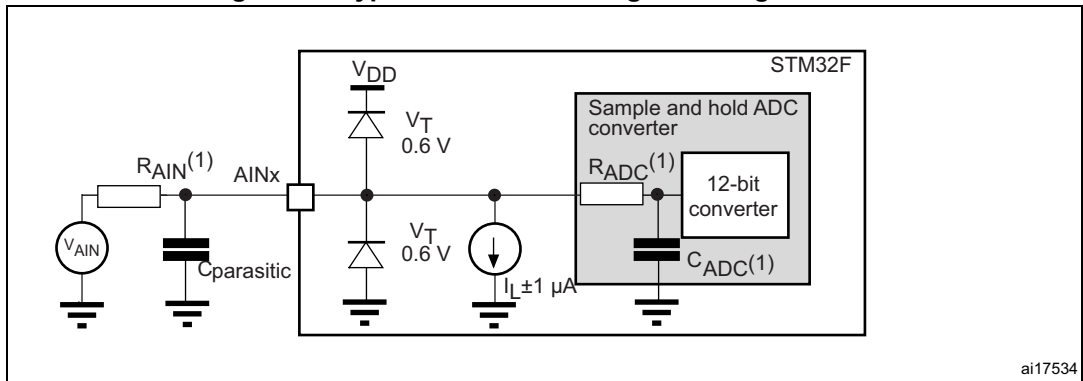 STM32F
VDD
Sample and hold ADC
converter
VT
0.6 V
RAIN(1)
AINx
RADC(1)
12-bit
converter
VAIN
Cparasitic
VT
0.6 V
IL±1 µA
CADC(1)
ai17534